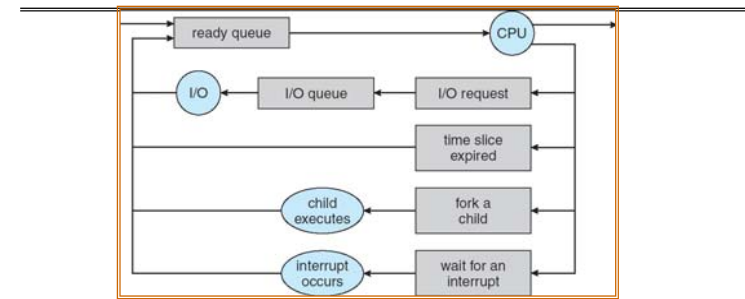 ready queue
CPU
I/O
I/O queue
I/O request
time slice
expired
child
executes
fork a
child
interrupt
occurs
wait for an
interrupt